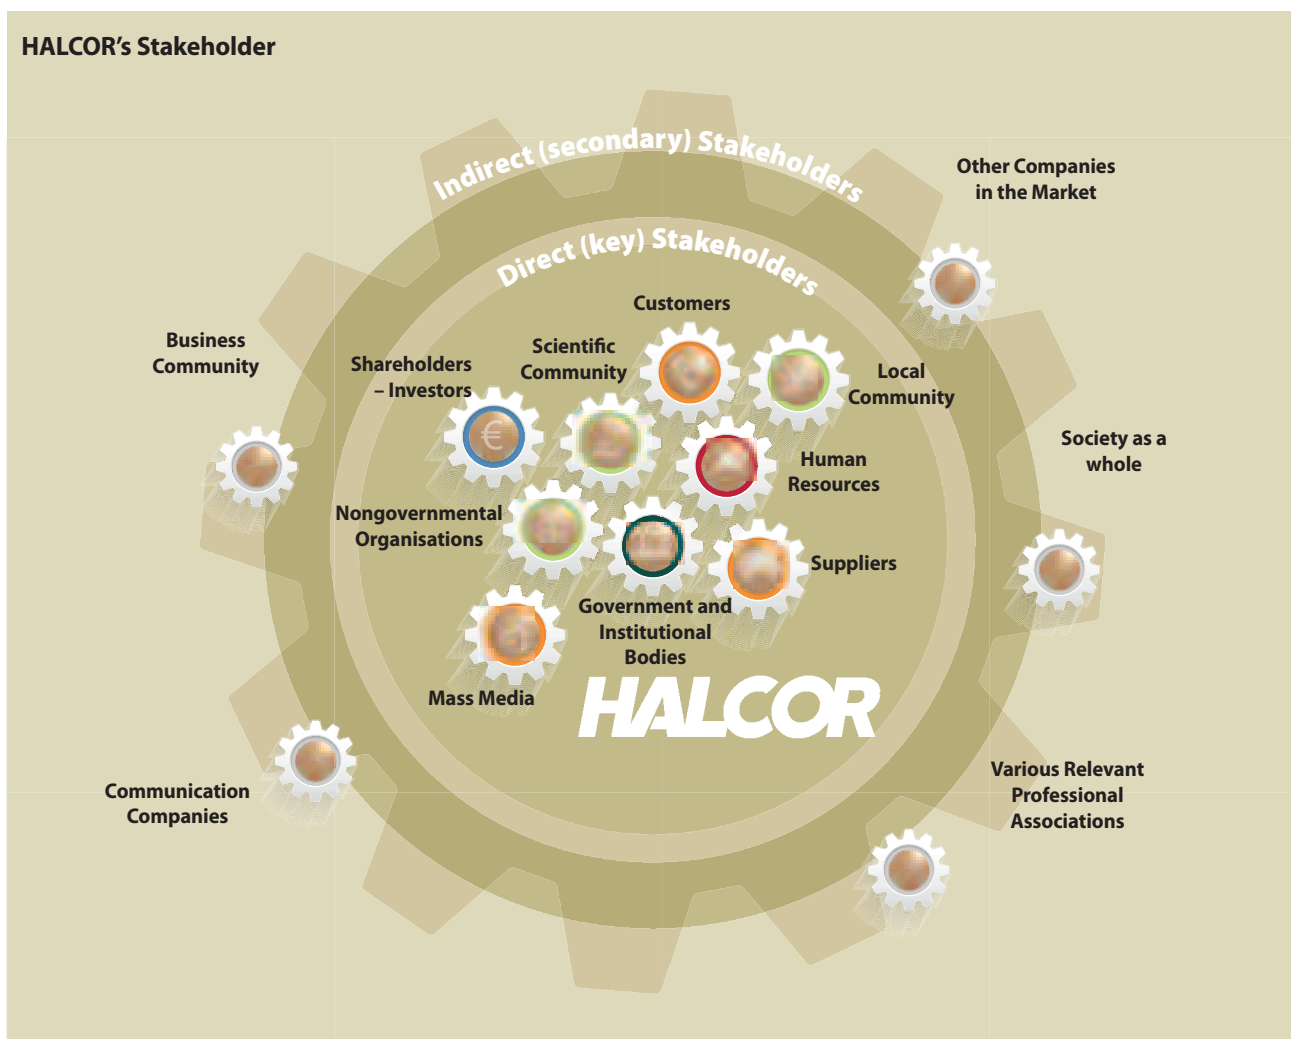 HALCOR’s Stakeholder
Indirect (secondary) Stakeholders
Direct (key) Stakeholders
Other Companies
in the Market
Customers
Business
Community
Shareholders
– Investors
Scientific
Community
Local
Community
Society as a
whole
Human
Resources
€
Nongovernmental
Organisations
Suppliers
Government and
Institutional
Bodies
Mass Media
HALCOR
Communication
Companies
Various Relevant
Professional
Associations